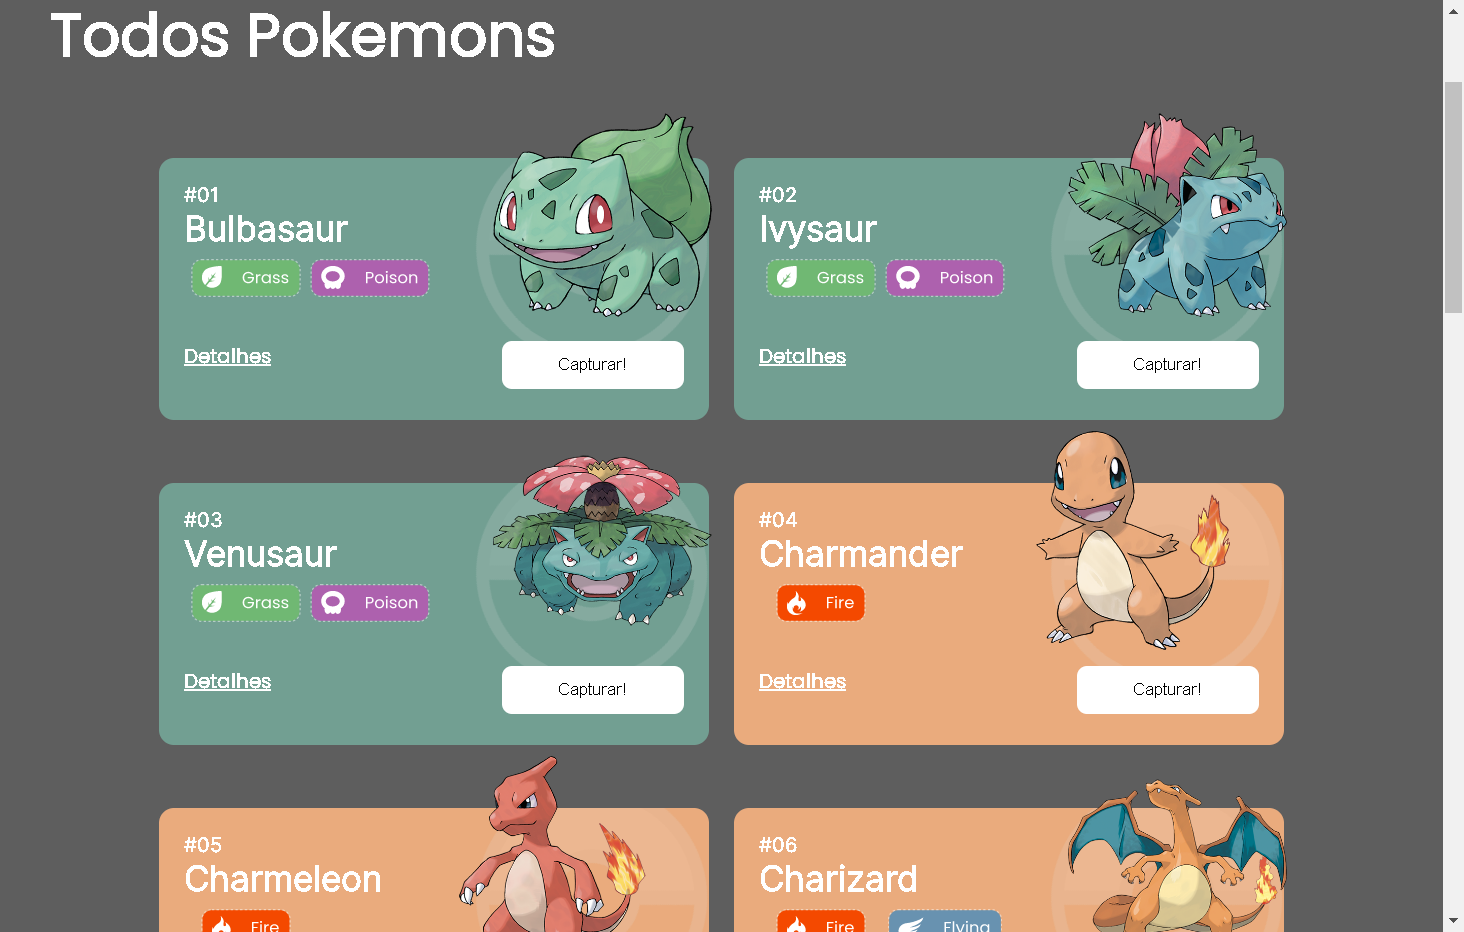 Todos Pokemons
#01
Bulbasaur
Grass
Poison
Detalhes
Capturar!
#02
Ivysaur
Grass
Poison
Detalhes
Capturar!
#03
Venusaur
Grass
Poison
Detalhes
Capturar!
#04
Charmander
Fire
Detalhes
Capturar!
#05
Charmeleon
Fire
#06
Charizard
Fire
Flying